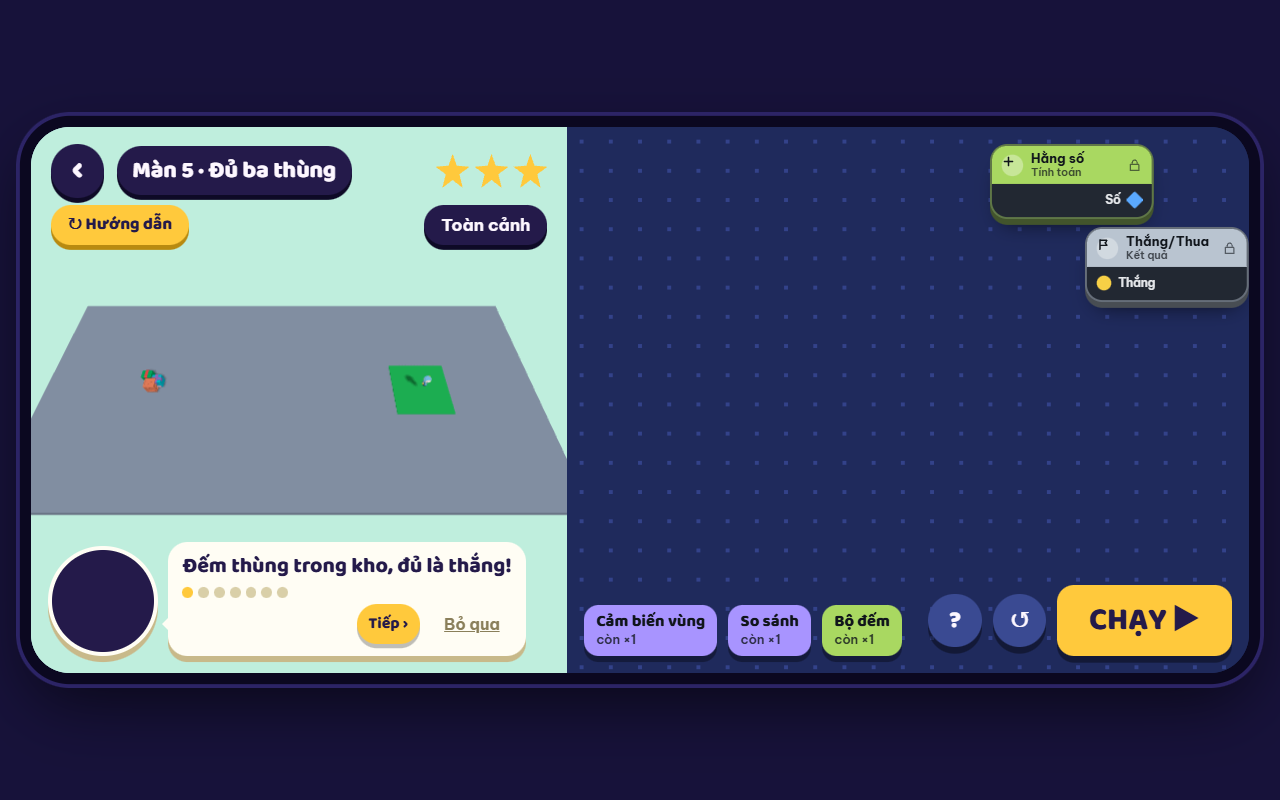 Màn 5 • Đủ ba thùng
↻ Hướng dẫn
Toàn cảnh
Đếm thùng trong kho, đủ là thắng!
Tiếp ›
Bỏ qua
Hằng số
Tính toán
Số
Thắng/Thua
Kết quả
Thắng
Cảm biến vùng
còn ×1
So sánh
còn ×1
Bộ đếm
còn ×1
?
↺
CHẠY ▶